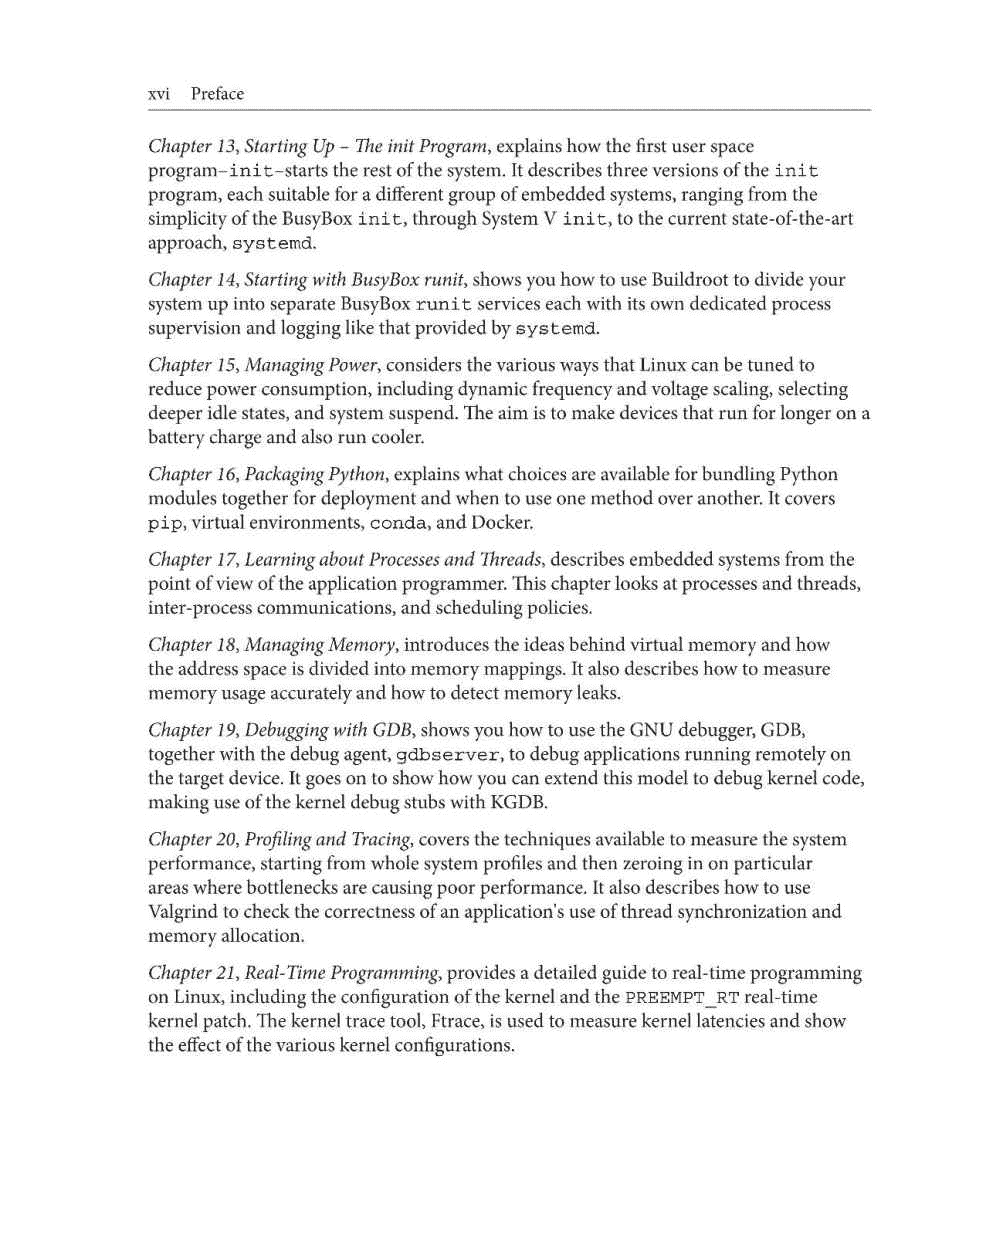 xvi Preface
Chapter 13, Starting Up – The init Program, explains how the first user space
program–init–starts the rest of the system. It describes three versions of the init
program, each suitable for a different group of embedded systems, ranging from the
simplicity of the BusyBox init, through System V init, to the current state-of-the-art
approach, systemd.
Chapter 14, Starting with BusyBox runit, shows you how to use Buildroot to divide your
system up into separate BusyBox runit services each with its own dedicated process
supervision and logging like that provided by systemd.
Chapter 15, Managing Power, considers the various ways that Linux can be tuned to
reduce power consumption, including dynamic frequency and voltage scaling, selecting
deeper idle states, and system suspend. The aim is to make devices that run for longer on a
battery charge and also run cooler.
Chapter 16, Packaging Python, explains what choices are available for bundling Python
modules together for deployment and when to use one method over another. It covers
pip, virtual environments, conda, and Docker.
Chapter 17, Learning about Processes and Threads, describes embedded systems from the
point of view of the application programmer. This chapter looks at processes and threads,
inter-process communications, and scheduling policies.
Chapter 18, Managing Memory, introduces the ideas behind virtual memory and how
the address space is divided into memory mappings. It also describes how to measure
memory usage accurately and how to detect memory leaks.
Chapter 19, Debugging with GDB, shows you how to use the GNU debugger, GDB,
together with the debug agent, gdbserver, to debug applications running remotely on
the target device. It goes on to show how you can extend this model to debug kernel code,
making use of the kernel debug stubs with KGDB.
Chapter 20, Profiling and Tracing, covers the techniques available to measure the system
performance, starting from whole system profiles and then zeroing in on particular
areas where bottlenecks are causing poor performance. It also describes how to use
Valgrind to check the correctness of an application's use of thread synchronization and
memory allocation.
Chapter 21, Real-Time Programming, provides a detailed guide to real-time programming
on Linux, including the configuration of the kernel and the PREEMPT_RT real-time
kernel patch. The kernel trace tool, Ftrace, is used to measure kernel latencies and show
the effect of the various kernel configurations.